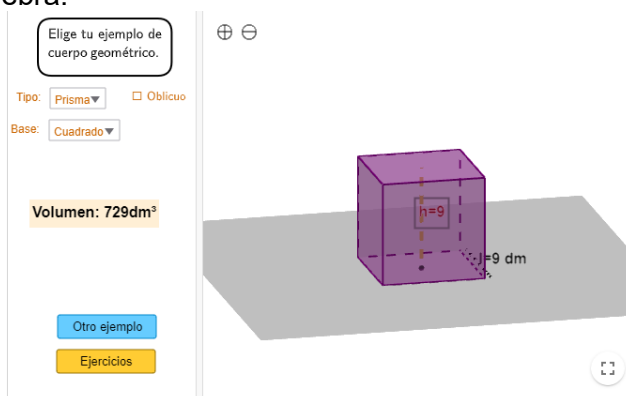 Elige tu ejemplo de
cuerpo geométrico.
Tipo: Prisma▼ □ Oblicuo
Base: Cuadrado▼
Volumen: 729dm³
h=9
l=9 dm
Otro ejemplo
Ejercicios